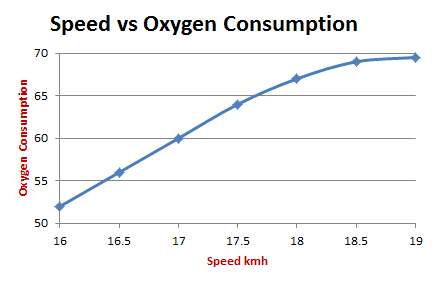 Speed vs Oxygen Consumption
70
65
60
55
50
Oxygen Consumption
16 16.5 17 17.5 18 18.5 19
Speed kmh